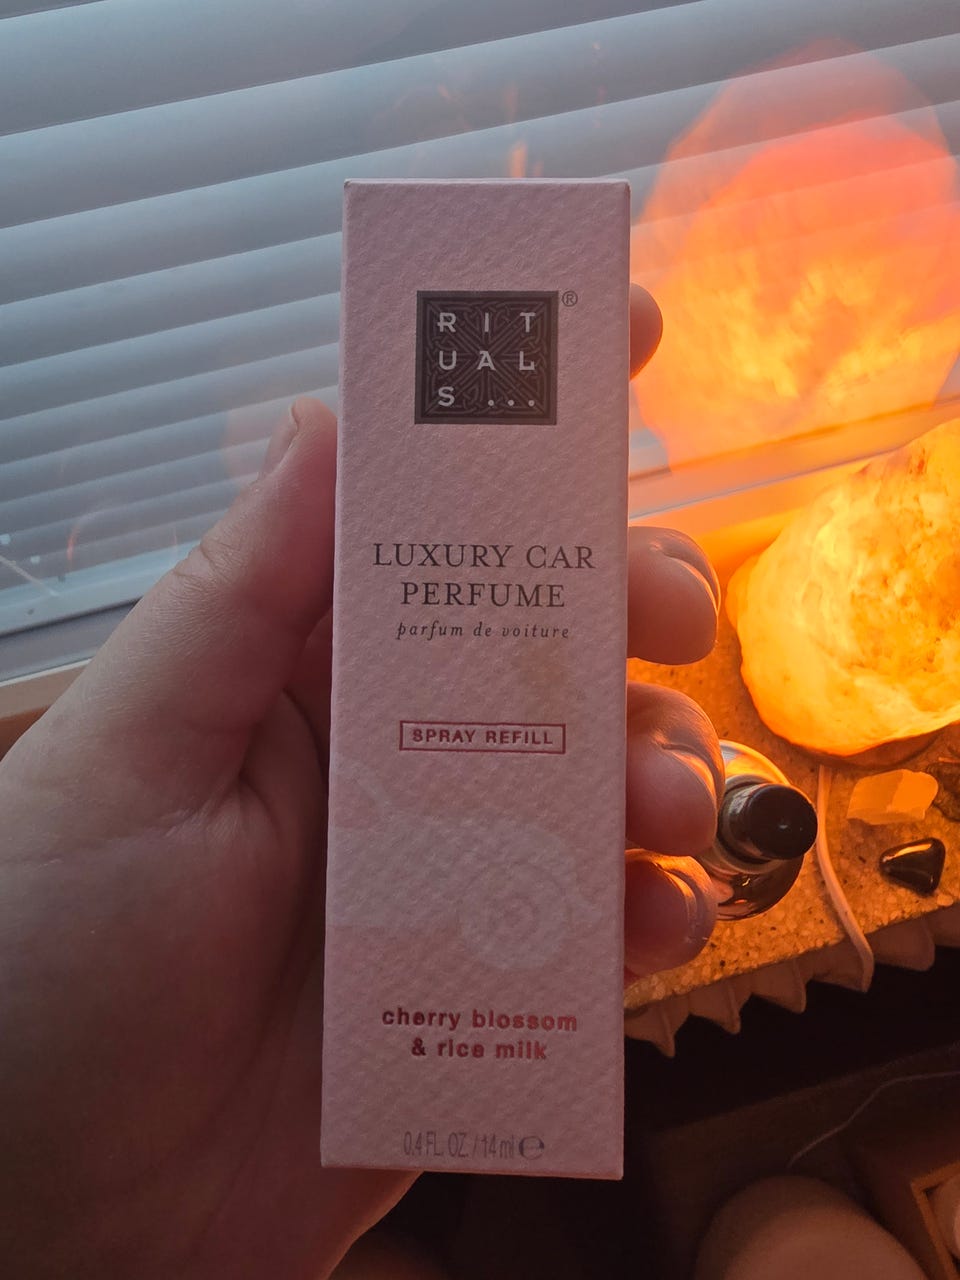 RIT
UAL
S...
®
LUXURY CAR
PERFUME
parfum de voiture
SPRAY REFILL
cherry blossom
& rice milk
0.4 FL. OZ. / 14 ml ℮